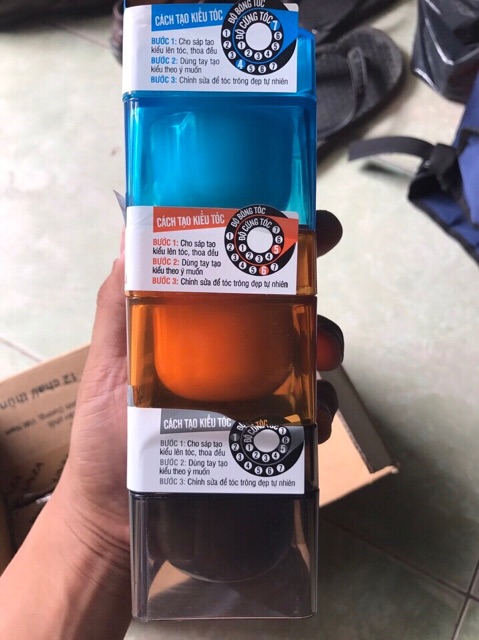 CÁCH TẠO KIỂU TÓC
ĐỘ BÓNG TÓC
ĐỘ CỨNG TÓC
BƯỚC 1: Cho sáp tạo
kiểu lên tóc, thoa đều
BƯỚC 2: Dùng tay tạo
kiểu theo ý muốn
BƯỚC 3: Chỉnh sửa để tóc trông đẹp tự nhiên
CÁCH TẠO KIỂU TÓC
ĐỘ BÓNG TÓC
ĐỘ CỨNG TÓC
BƯỚC 1: Cho sáp tạo
kiểu lên tóc, thoa đều
BƯỚC 2: Dùng tay tạo
kiểu theo ý muốn
BƯỚC 3: Chỉnh sửa để tóc trông đẹp tự nhiên
CÁCH TẠO KIỂU TÓC
ĐỘ CỨNG TÓC
BƯỚC 1: Cho sáp tạo
kiểu lên tóc, thoa đều
BƯỚC 2: Dùng tay tạo
kiểu theo ý muốn
BƯỚC 3: Chỉnh sửa để tóc trông đẹp tự nhiên